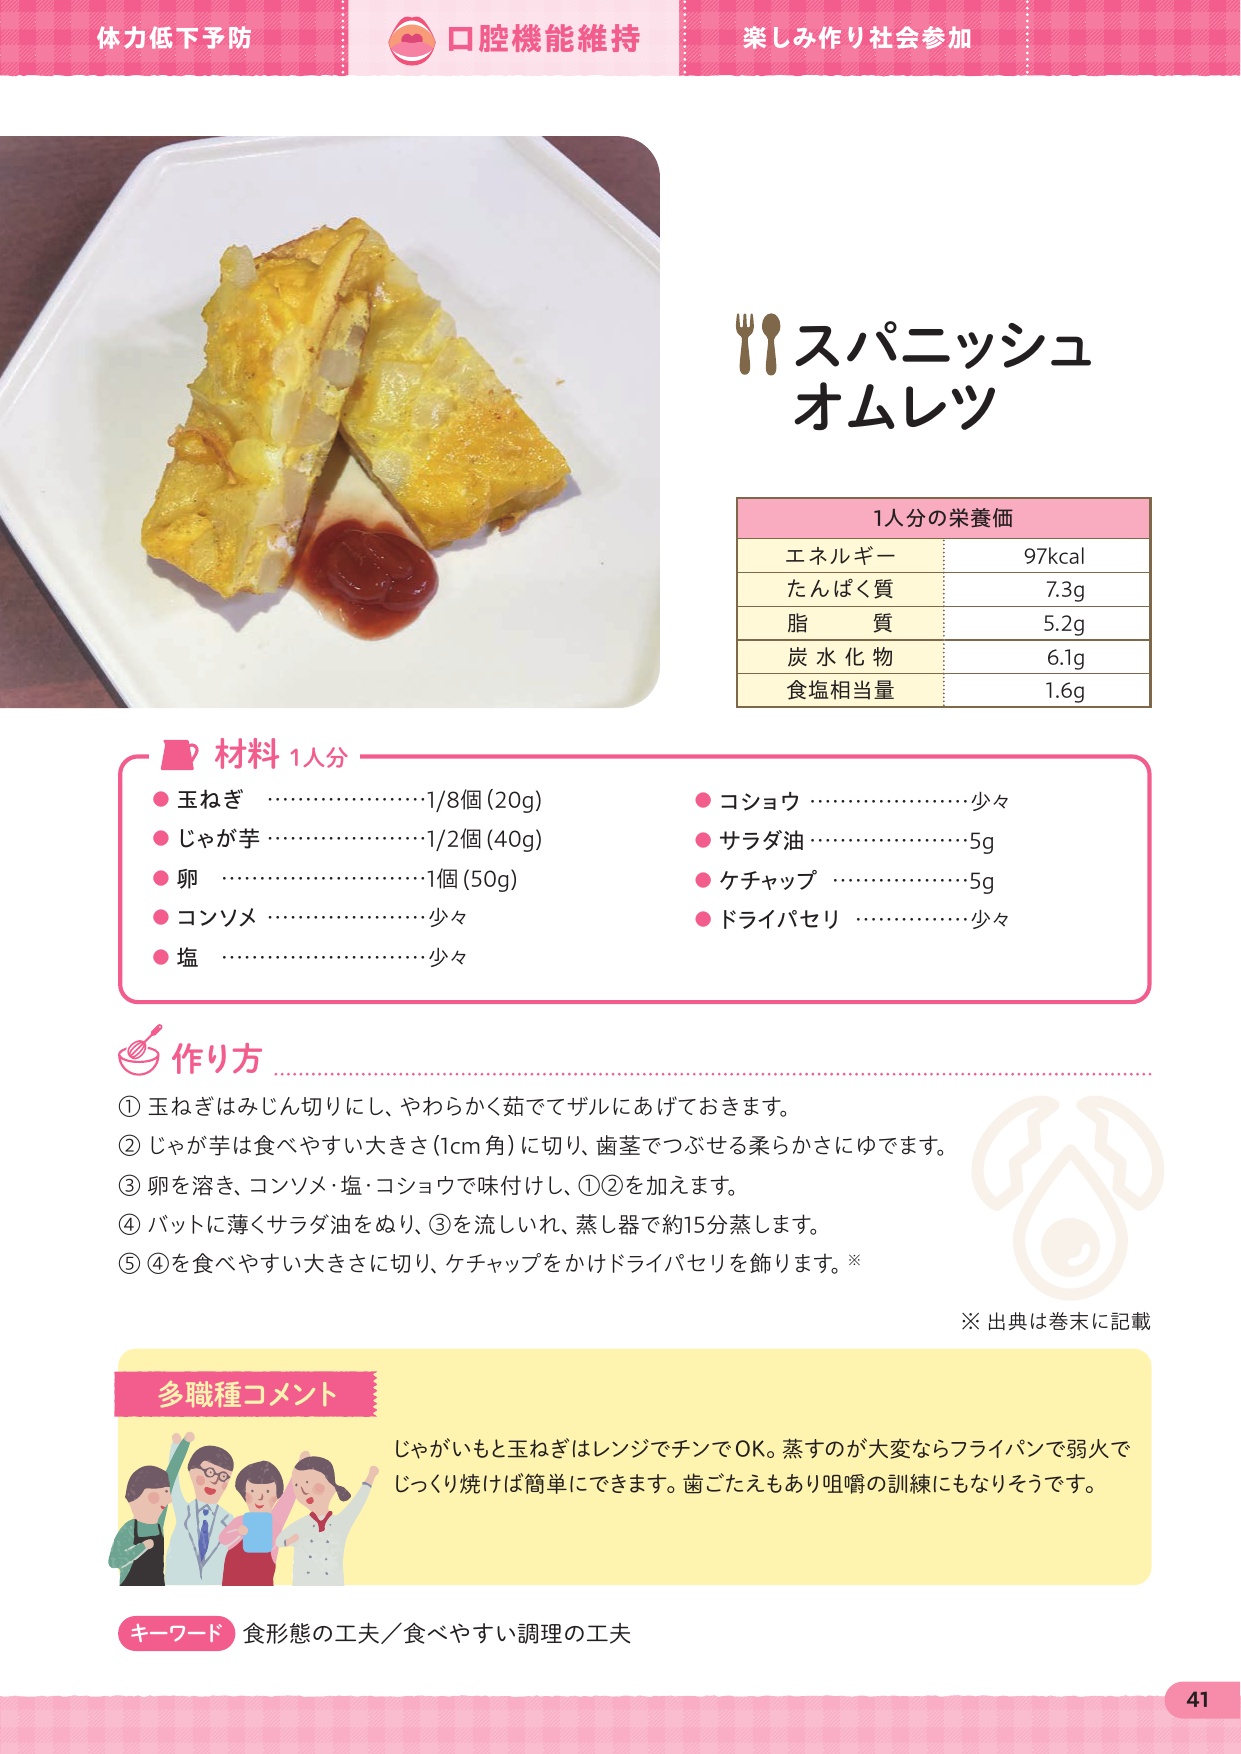 体力低下予防
口腔機能維持
楽しみ作り社会参加
スパニッシュ
オムレツ
1人分の栄養価
エネルギー 97kcal
たんぱく質 7.3g
脂質 5.2g
炭水化物 6.1g
食塩相当量 1.6g
材料 1人分
● 玉ねぎ …………………1/8個(20g)
● じゃが芋 …………………1/2個(40g)
● 卵 ………………………1個(50g)
● コンソメ …………………少々
● 塩 ………………………少々
● コショウ …………………少々
● サラダ油 …………………5g
● ケチャップ ………………5g
● ドライパセリ ……………少々
作り方
① 玉ねぎはみじん切りにし、やわらかく茹でてザルにあげておきます。
② じゃが芋は食べやすい大きさ(1cm角)に切り、歯茎でつぶせる柔らかさにゆでます。
③ 卵を溶き、コンソメ・塩・コショウで味付けし、①②を加えます。
④ バットに薄くサラダ油をぬり、③を流しいれ、蒸し器で約15分蒸します。
⑤ ④を食べやすい大きさに切り、ケチャップをかけドライパセリを飾ります。※
※ 出典は巻末に記載
多職種コメント
じゃがいもと玉ねぎはレンジでチンでOK。蒸すのが大変ならフライパンで弱火で
じっくり焼けば簡単にできます。歯ごたえもあり咀嚼の訓練にもなりそうです。
キーワード 食形態の工夫／食べやすい調理の工夫
41